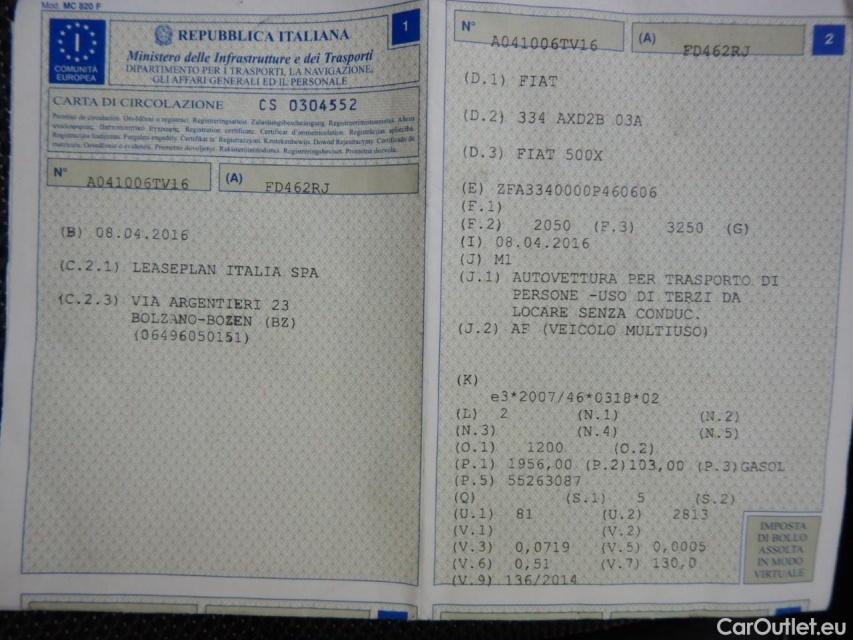 Mod. MC 820 F
I
COMUNITÀ
EUROPEA
REPUBBLICA ITALIANA
Ministero delle Infrastrutture e dei Trasporti
DIPARTIMENTO PER I TRASPORTI, LA NAVIGAZIONE,
GLI AFFARI GENERALI ED IL PERSONALE
1
CARTA DI CIRCOLAZIONE CS 0304552
N° A041006TV16 (A) FD462RJ
(B) 08.04.2016
(C.2.1) LEASEPLAN ITALIA SPA
(C.2.3) VIA ARGENTIERI 23
BOLZANO-BOZEN (BZ)
(06496050151)
N° A041006TV16 (A) FD462RJ
2
(D.1) FIAT
(D.2) 334 AXD2B 03A
(D.3) FIAT 500X
(E) ZFA3340000P460606
(F.1)
(F.2) 2050 (F.3) 3250 (G)
(I) 08.04.2016
(J) M1
(J.1) AUTOVETTURA PER TRASPORTO DI
PERSONE -USO DI TERZI DA
LOCARE SENZA CONDUC.
(J.2) AF (VEICOLO MULTIUSO)
(K)
e3*2007/46*0318*02
(L) 2 (N.1) (N.2)
(N.3) (N.4) (N.5)
(O.1) 1200 (O.2)
(P.1) 1956,00 (P.2)103,00 (P.3)GASOL
(P.5) 55263087
(Q) (S.1) 5 (S.2)
(U.1) 81 (U.2) 2813
(V.1) (V.2)
(V.3) 0,0719 (V.5) 0,0005
(V.6) 0,51 (V.7) 130,0
(V.9) 136/2014
IMPOSTA
DI BOLLO
ASSOLTA
IN MODO
VIRTUALE
CarOutlet.eu